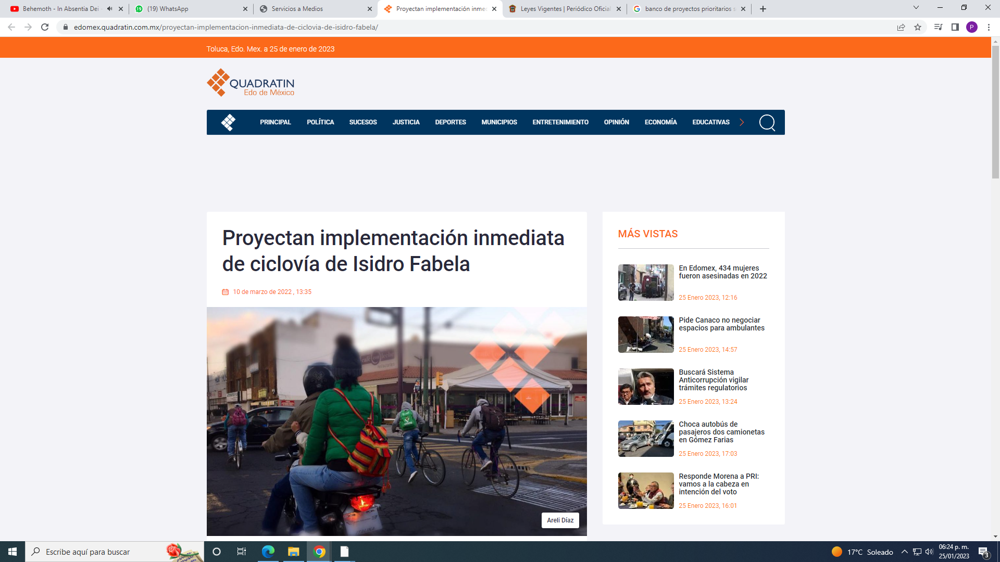 Behemoth - In Absentia Dei
(19) WhatsApp
Servicios a Medios
Proyectan implementación inme
Leyes Vigentes | Periódico Oficial
banco de proyectos prioritarios s
edomex.quadratin.com.mx/proyectan-implementacion-inmediata-de-ciclovia-de-isidro-fabela/
P
Toluca, Edo. Mex. a 25 de enero de 2023
QUADRATIN
Edo de México
PRINCIPAL POLÍTICA SUCESOS JUSTICIA DEPORTES MUNICIPIOS ENTRETENIMIENTO OPINIÓN ECONOMÍA EDUCATIVAS
Proyectan implementación inmediata
de ciclovía de Isidro Fabela
10 de marzo de 2022 , 13:35
Areli Díaz
MÁS VISTAS
En Edomex, 434 mujeres
fueron asesinadas en 2022
25 Enero 2023, 12:16
Pide Canaco no negociar
espacios para ambulantes
25 Enero 2023, 14:57
Buscará Sistema
Anticorrupción vigilar
trámites regulatorios
25 Enero 2023, 13:24
Choca autobús de
pasajeros dos camionetas
en Gómez Farias
25 Enero 2023, 17:03
Responde Morena a PRI:
vamos a la cabeza en
intención del voto
25 Enero 2023, 16:01
Escribe aquí para buscar
17°C Soleado
06:24 p. m.
25/01/2023
3